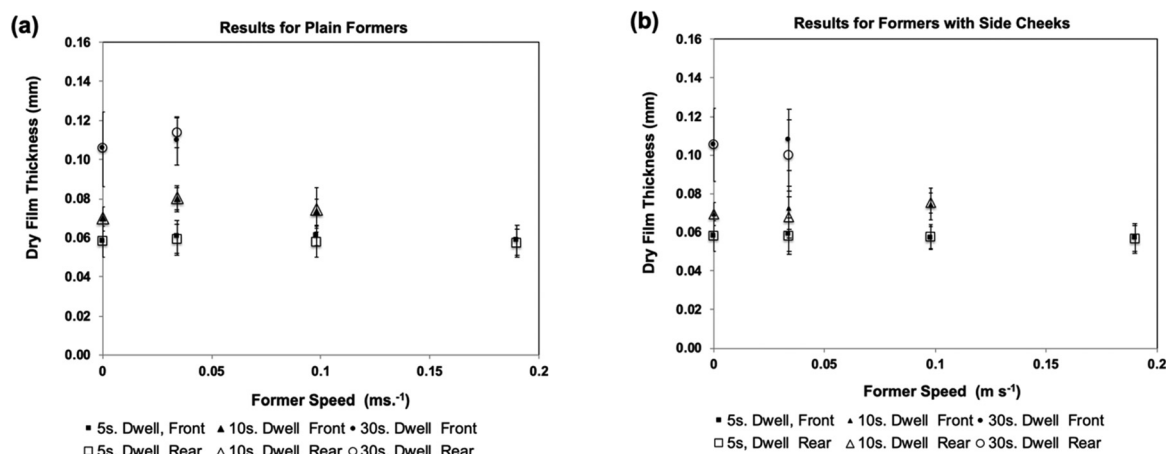 (a)
Results for Plain Formers
0.16
0.14
0.12
0.10
0.08
0.06
0.04
0.02
0.00
Dry Film Thickness (mm)
0
0.05
0.1
0.15
0.2
Former Speed (ms.-1)
5s. Dwell, Front 10s. Dwell Front 30s. Dwell Front
5s. Dwell Rear 10s. Dwell Rear 30s. Dwell Rear
(b)
Results for Formers with Side Cheeks
0.16
0.14
0.12
0.10
0.08
0.06
0.04
0.02
0.00
Dry Film Thickness (mm)
0
0.05
0.1
0.15
0.2
Former Speed (m s-1)
5s. Dwell, Front 10s. Dwell Front 30s. Dwell Front
5s, Dwell Rear 10s. Dwell Rear 30s. Dwell Rear